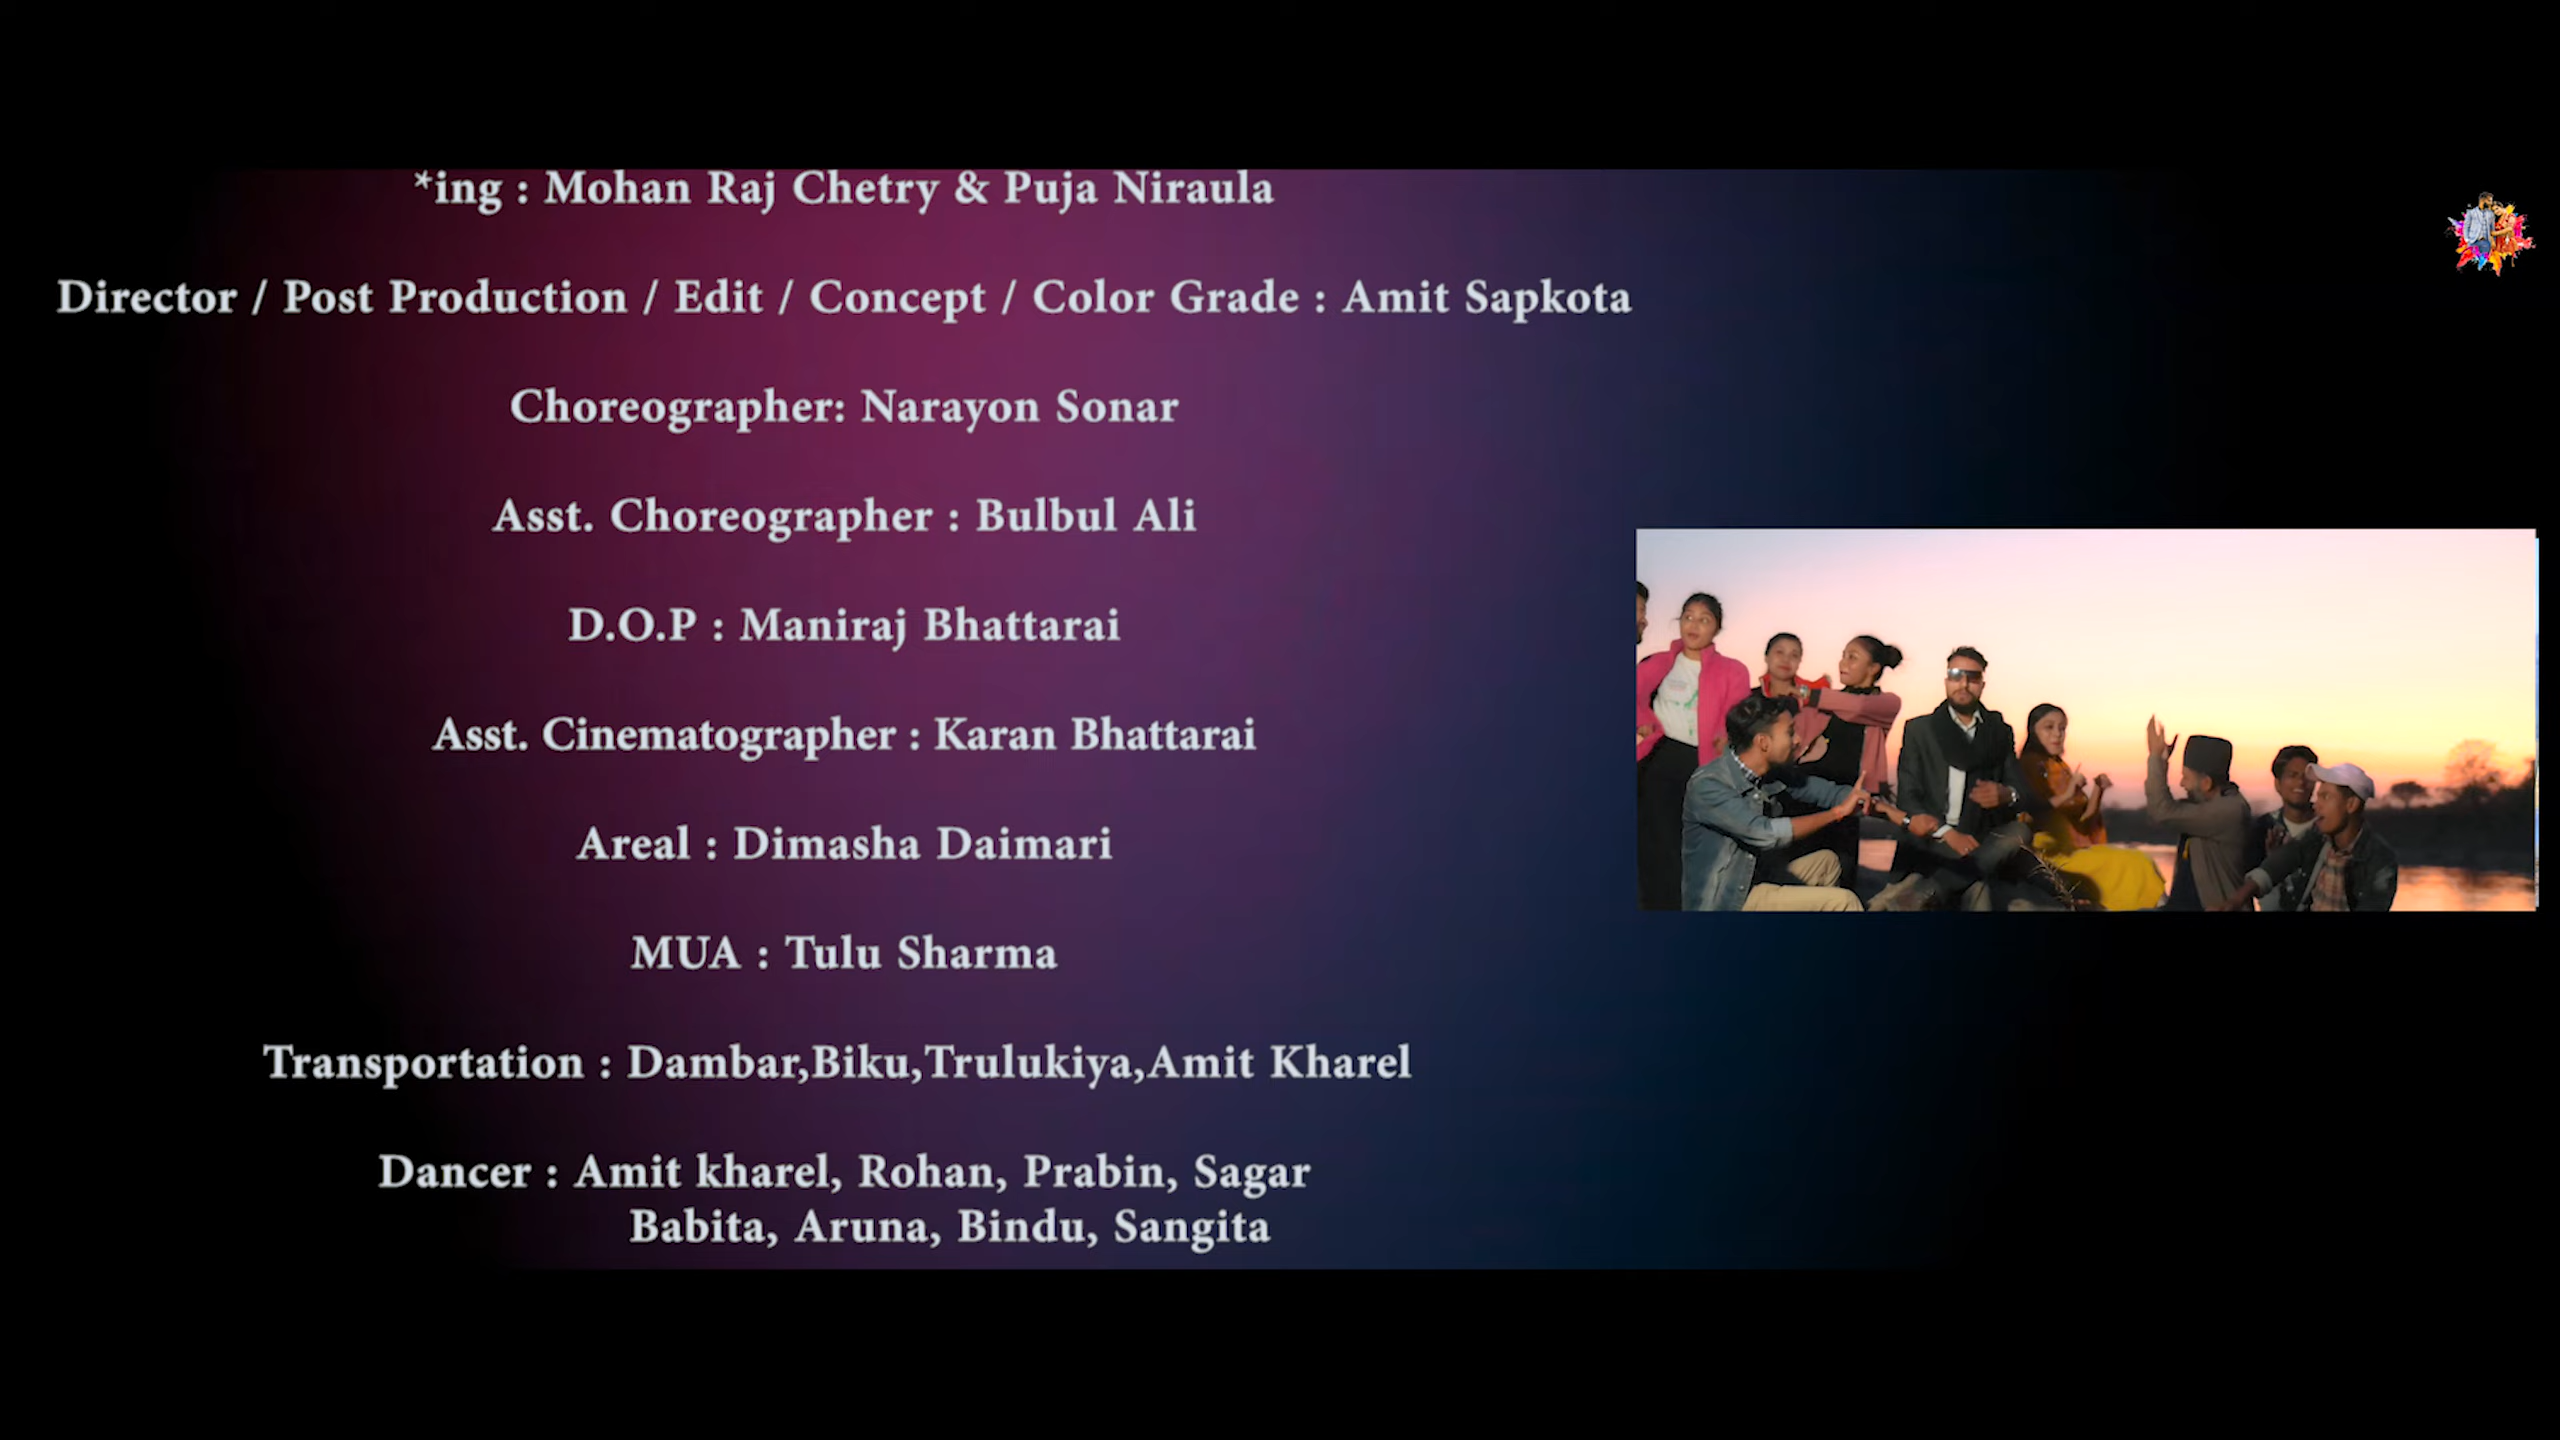 *ing : Mohan Raj Chetry & Puja Niraula
Director / Post Production / Edit / Concept / Color Grade : Amit Sapkota
Choreographer: Narayon Sonar
Asst. Choreographer : Bulbul Ali
D.O.P : Maniraj Bhattarai
Asst. Cinematographer : Karan Bhattarai
Areal : Dimasha Daimari
MUA : Tulu Sharma
Transportation : Dambar,Biku,Trulukiya,Amit Kharel
Dancer : Amit kharel, Rohan, Prabin, Sagar
Babita, Aruna, Bindu, Sangita